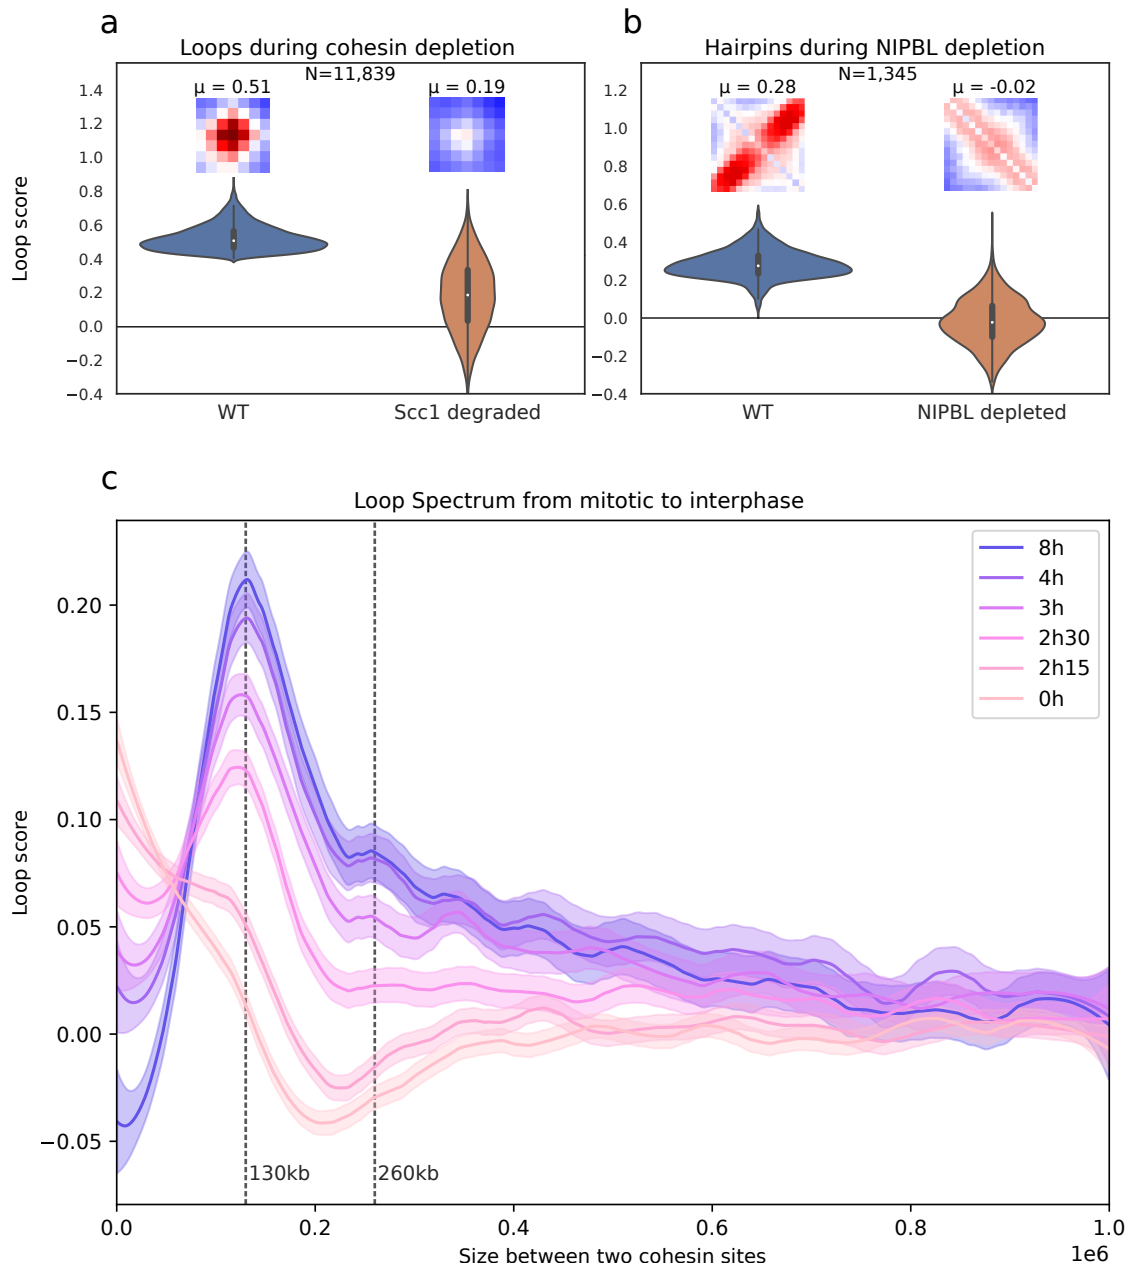 a
Loops during cohesin depletion
N=11,839
μ = 0.51
μ = 0.19
1.4
1.2
1.0
0.8
0.6
0.4
0.2
0.0
−0.2
−0.4
Loop score
WT
Scc1 degraded
b
Hairpins during NIPBL depletion
N=1,345
μ = 0.28
μ = -0.02
1.2
1.0
0.8
0.6
0.4
0.2
0.0
−0.2
−0.4
WT
NIPBL depleted
c
Loop Spectrum from mitotic to interphase
8h
4h
3h
2h30
2h15
0h
0.20
0.15
0.10
0.05
0.00
−0.05
Loop score
130kb
260kb
0.0
0.2
0.4
0.6
0.8
1.0
1e6
Size between two cohesin sites